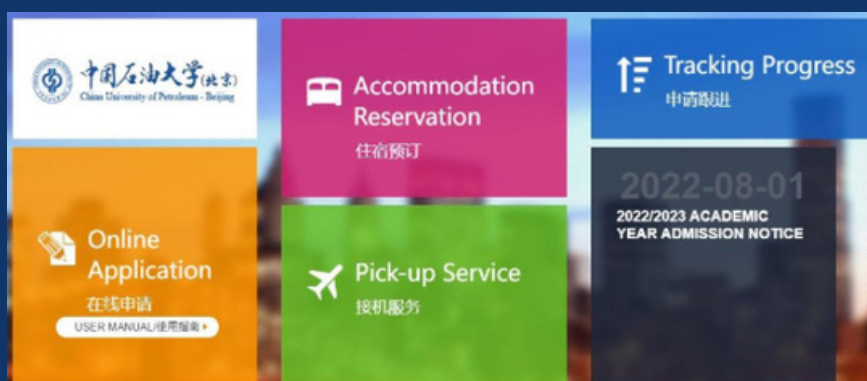 中国石油大学(北京)
China University of Petroleum - Beijing
Accommodation
Reservation
住宿预订
Tracking Progress
申请跟进
Online
Application
在线申请
USER MANUAL/使用指南
Pick-up Service
接机服务
2022-08-01
2022/2023 ACADEMIC
YEAR ADMISSION NOTICE